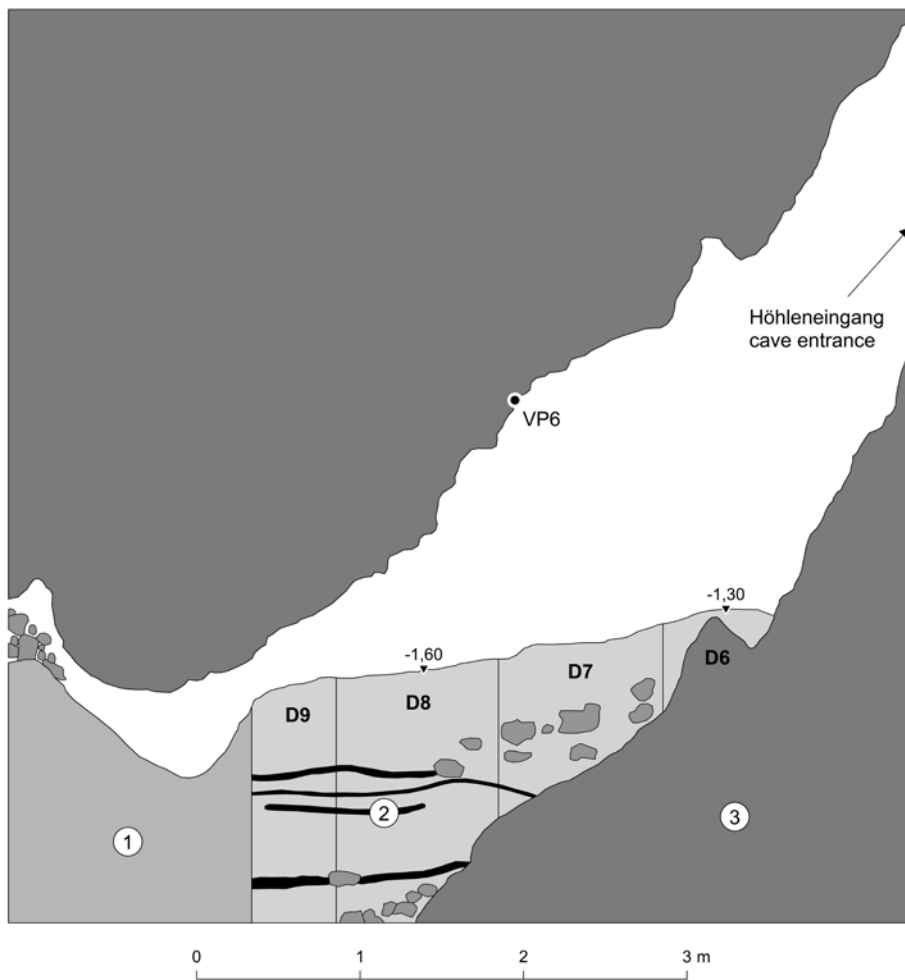 Höhleneingang
cave entrance
VP6
-1,30
-1,60
D6
D7
D8
D9
1
2
3
0 1 2 3 m